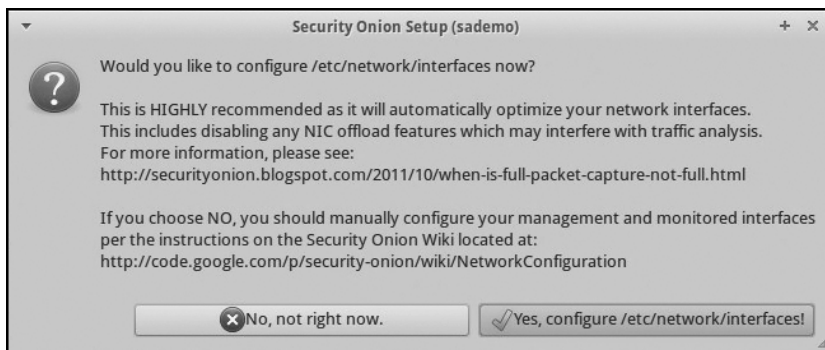 Security Onion Setup (sademo)
Would you like to configure /etc/network/interfaces now?
This is HIGHLY recommended as it will automatically optimize your network interfaces.
This includes disabling any NIC offload features which may interfere with traffic analysis.
For more information, please see:
http://securityonion.blogspot.com/2011/10/when-is-full-packet-capture-not-full.html
If you choose NO, you should manually configure your management and monitored interfaces
per the instructions on the Security Onion Wiki located at:
http://code.google.com/p/security-onion/wiki/NetworkConfiguration
No, not right now.
Yes, configure /etc/network/interfaces!